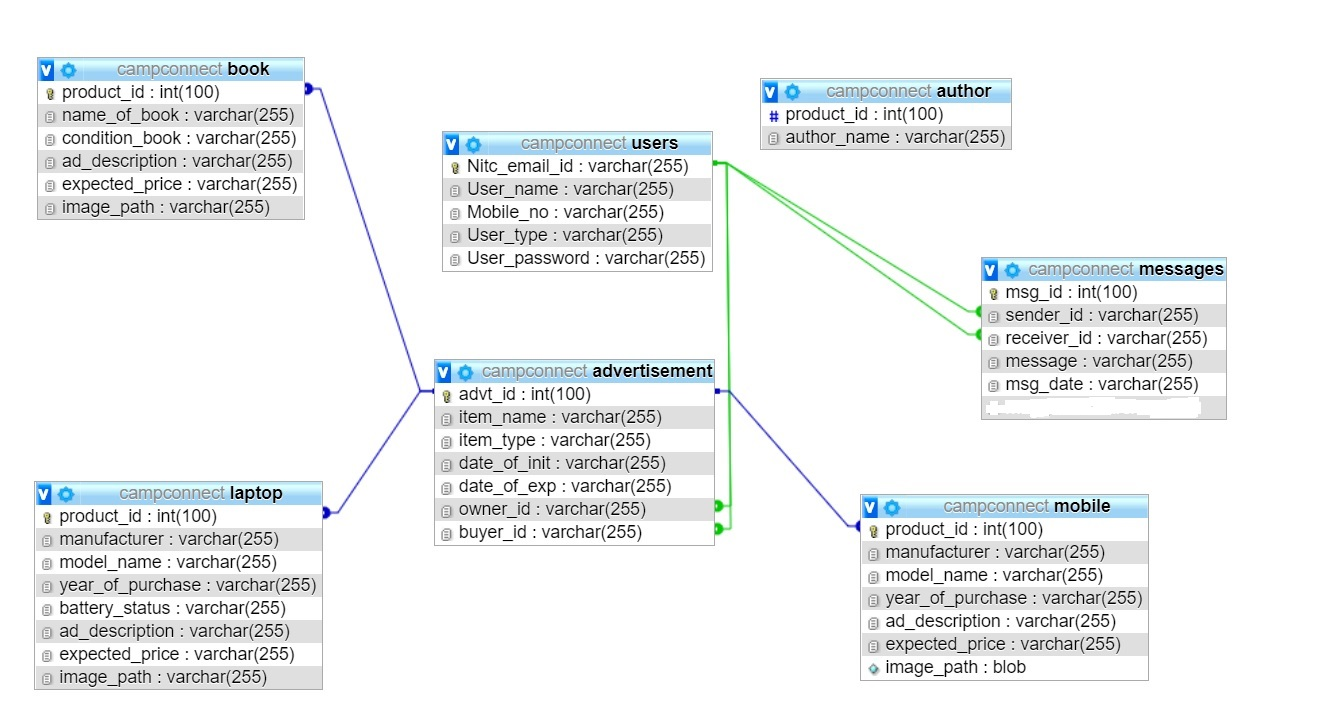 campconnect book
product_id : int(100)
name_of_book : varchar(255)
condition_book : varchar(255)
ad_description : varchar(255)
expected_price : varchar(255)
image_path : varchar(255)
campconnect author
# product_id : int(100)
author_name : varchar(255)
campconnect users
Nitc_email_id : varchar(255)
User_name : varchar(255)
Mobile_no : varchar(255)
User_type : varchar(255)
User_password : varchar(255)
campconnect messages
msg_id : int(100)
sender_id : varchar(255)
receiver_id : varchar(255)
message : varchar(255)
msg_date : varchar(255)
campconnect advertisement
advt_id : int(100)
item_name : varchar(255)
item_type : varchar(255)
date_of_init : varchar(255)
date_of_exp : varchar(255)
owner_id : varchar(255)
buyer_id : varchar(255)
campconnect laptop
product_id : int(100)
manufacturer : varchar(255)
model_name : varchar(255)
year_of_purchase : varchar(255)
battery_status : varchar(255)
ad_description : varchar(255)
expected_price : varchar(255)
image_path : varchar(255)
campconnect mobile
product_id : int(100)
manufacturer : varchar(255)
model_name : varchar(255)
year_of_purchase : varchar(255)
ad_description : varchar(255)
expected_price : varchar(255)
image_path : blob